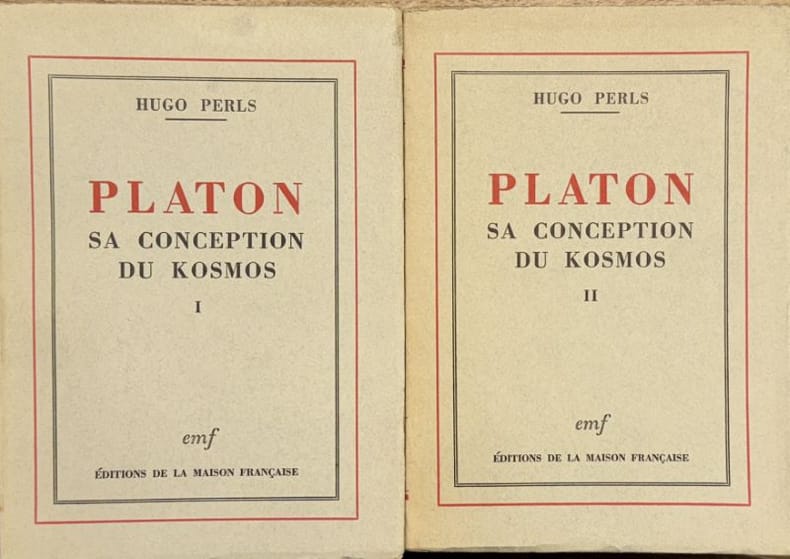 HUGO PERLS
PLATON
SA CONCEPTION
DU KOSMOS
I
emf
ÉDITIONS DE LA MAISON FRANÇAISE
HUGO PERLS
PLATON
SA CONCEPTION
DU KOSMOS
II
emf
ÉDITIONS DE LA MAISON FRANÇAISE